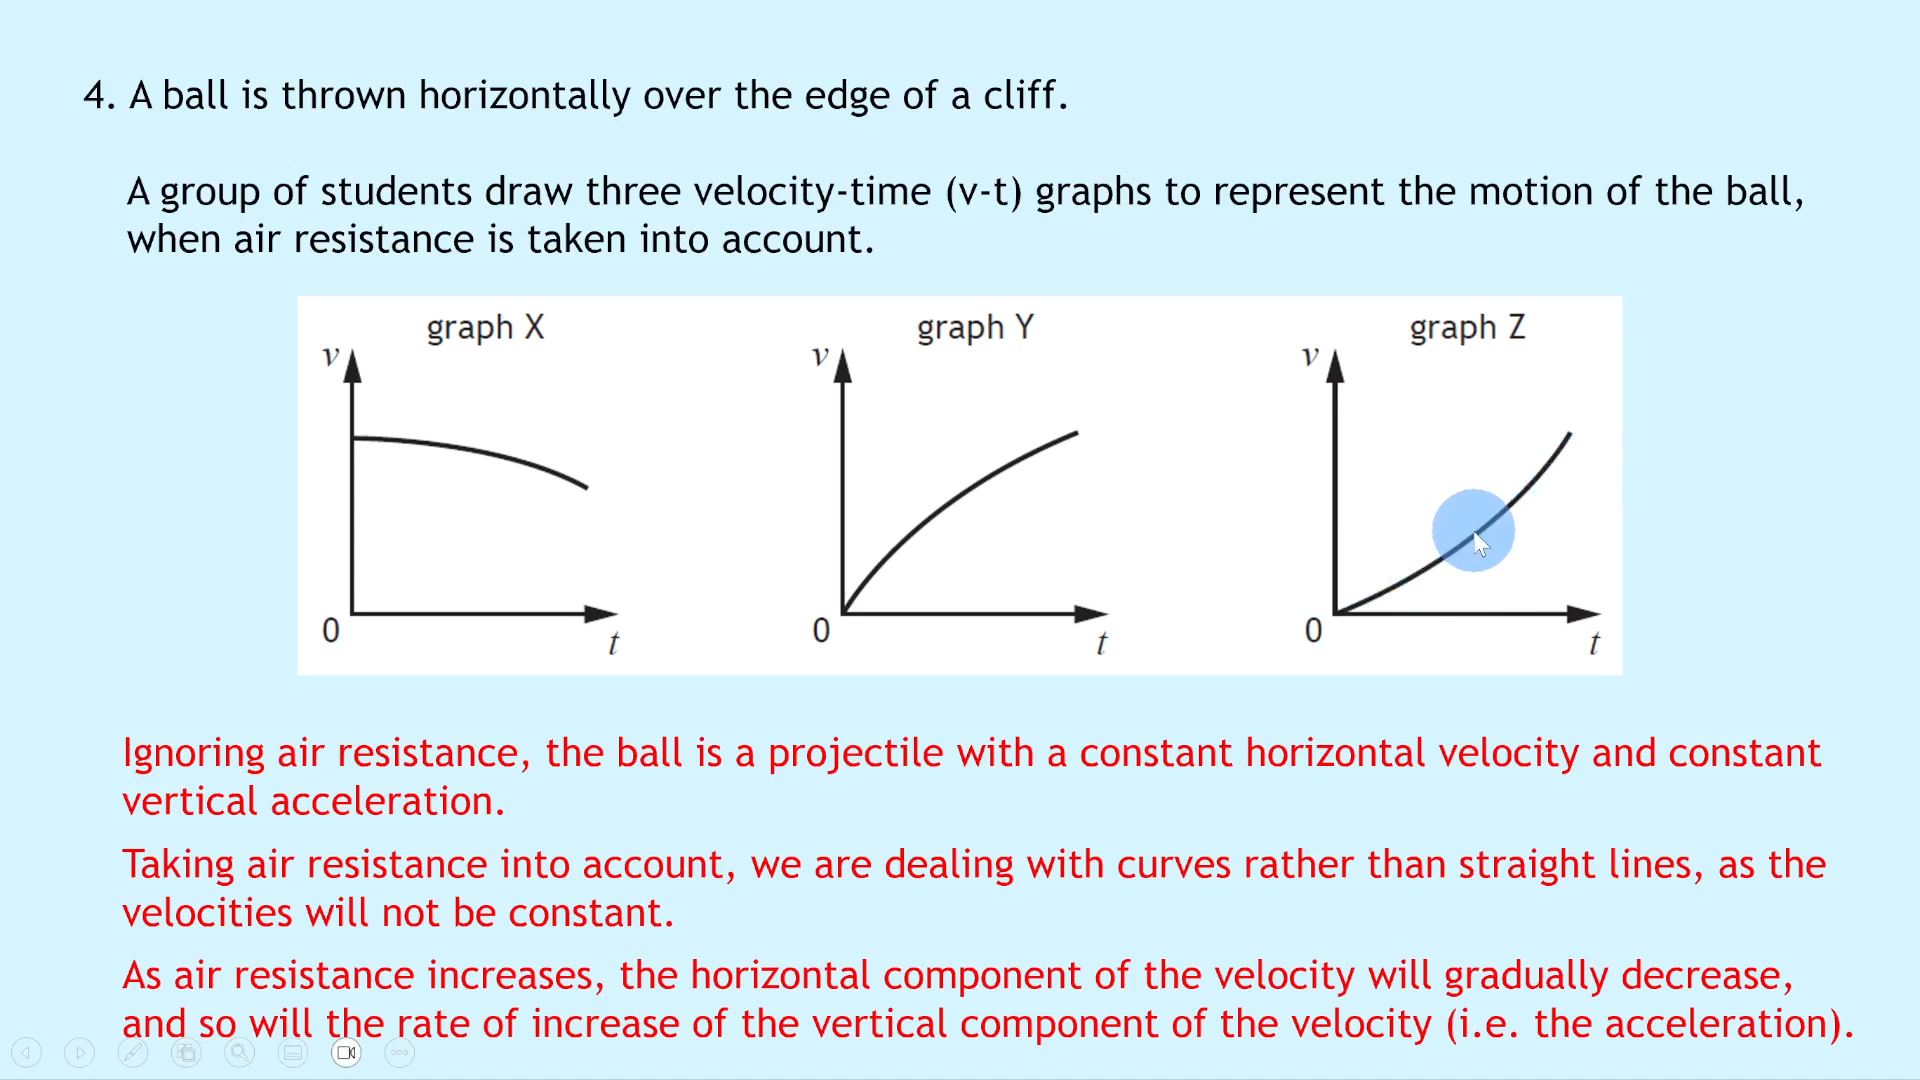 4. A ball is thrown horizontally over the edge of a cliff.
A group of students draw three velocity-time (v-t) graphs to represent the motion of the ball,
when air resistance is taken into account.
graph X graph Y graph Z
v v v
0 t 0 t 0 t
Ignoring air resistance, the ball is a projectile with a constant horizontal velocity and constant
vertical acceleration.
Taking air resistance into account, we are dealing with curves rather than straight lines, as the
velocities will not be constant.
As air resistance increases, the horizontal component of the velocity will gradually decrease,
and so will the rate of increase of the vertical component of the velocity (i.e. the acceleration).